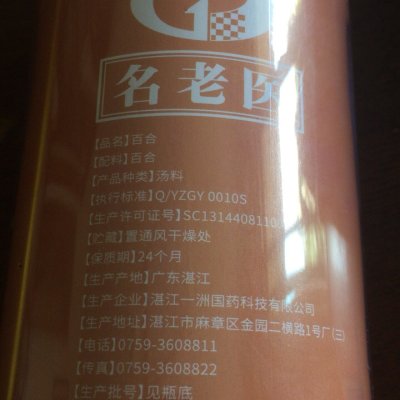 名老医
【品名】百合
【配料】百合
【产品种类】汤料
【执行标准】Q/YZGY 0010S
【生产许可证号】SC1314408110
【贮藏】置通风干燥处
【保质期】24个月
【生产产地】广东湛江
【生产企业】湛江一洲国药科技有限公司
【生产地址】湛江市麻章区金园二横路1号厂(三)
【电话】0759-3608811
【传真】0759-3608822
【生产批号】见瓶底